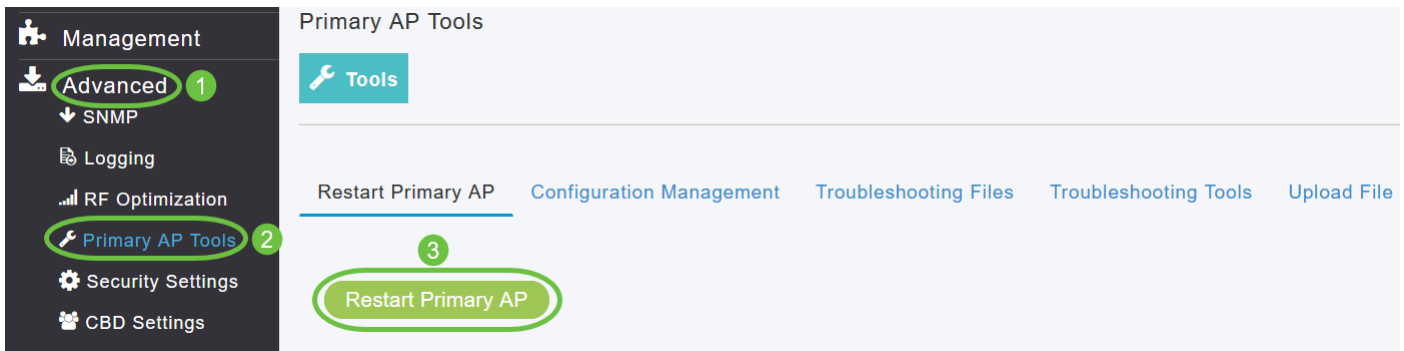 Management
Advanced 1
SNMP
Logging
RF Optimization
Primary AP Tools 2
Security Settings
CBD Settings
Primary AP Tools
Tools
Restart Primary AP Configuration Management Troubleshooting Files Troubleshooting Tools Upload File
3
Restart Primary AP